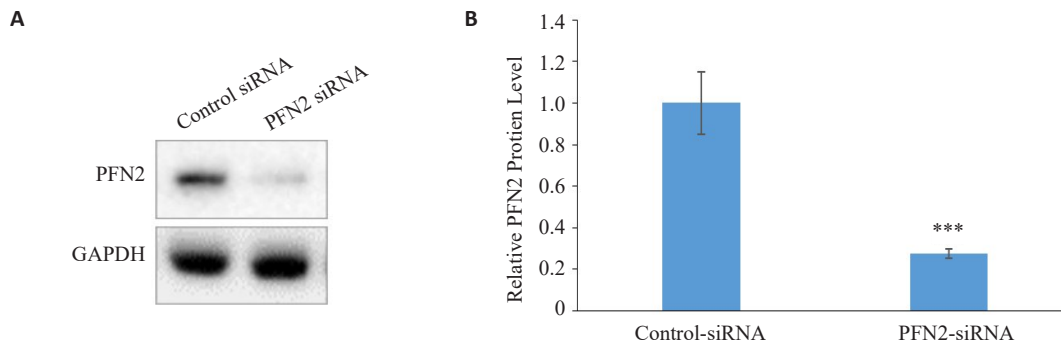 A
Control siRNA
PFN2 siRNA
PFN2
GAPDH
B
Relative PFN2 Protien Level
1.4
1.2
1.0
0.8
0.6
0.4
0.2
0
***
Control-siRNA
PFN2-siRNA